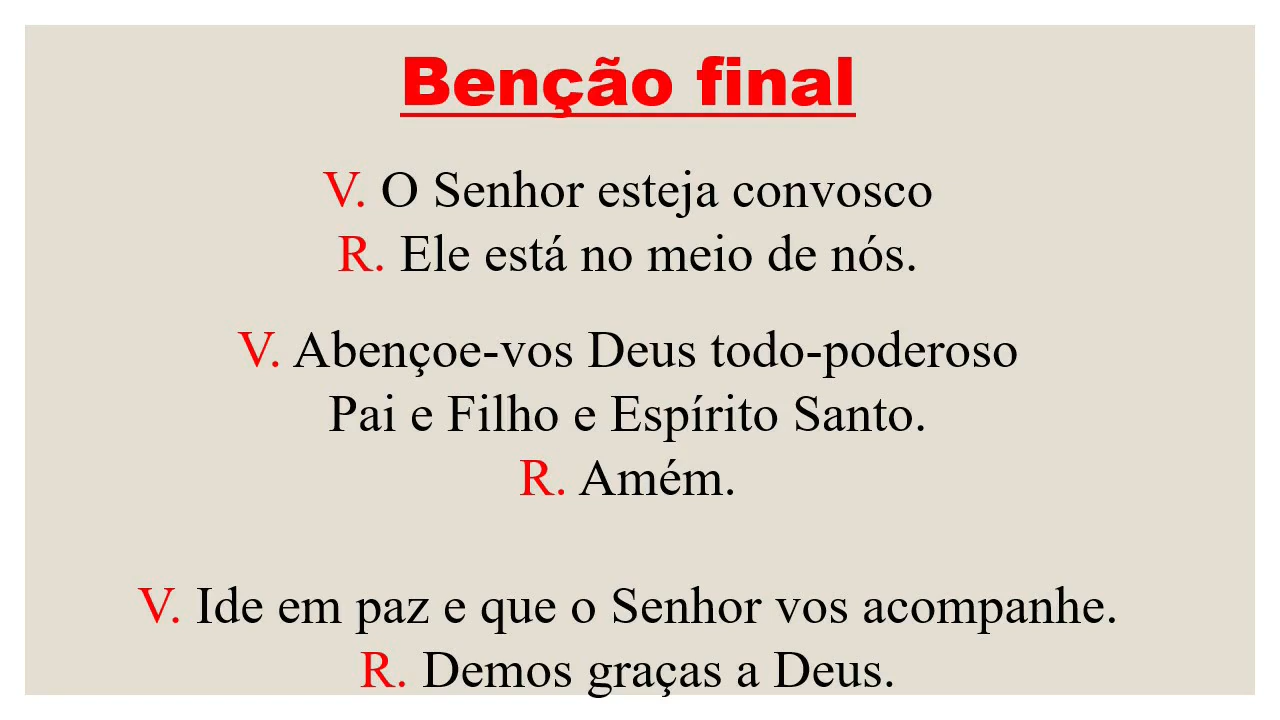 Benção final
V. O Senhor esteja convosco
R. Ele está no meio de nós.
V. Abençoe-vos Deus todo-poderoso
Pai e Filho e Espírito Santo.
R. Amém.
V. Ide em paz e que o Senhor vos acompanhe.
R. Demos graças a Deus.